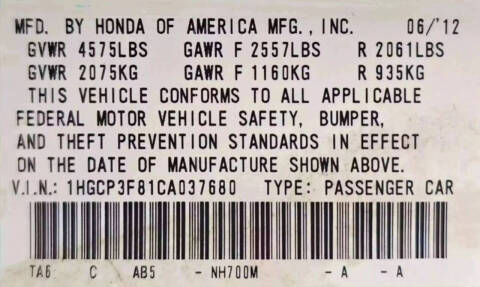 MFD. BY HONDA OF AMERICA MFG., INC. 06/'12
GVWR 4575LBS GAWR F 2557LBS R 2061LBS
GVWR 2075KG GAWR F 1160KG R 935KG
THIS VEHICLE CONFORMS TO ALL APPLICABLE
FEDERAL MOTOR VEHICLE SAFETY, BUMPER,
AND THEFT PREVENTION STANDARDS IN EFFECT
ON THE DATE OF MANUFACTURE SHOWN ABOVE.
V.I.N.: 1HGCP3F81CA037680 TYPE: PASSENGER CAR
TA6 C AB5 - NH700M - A - A